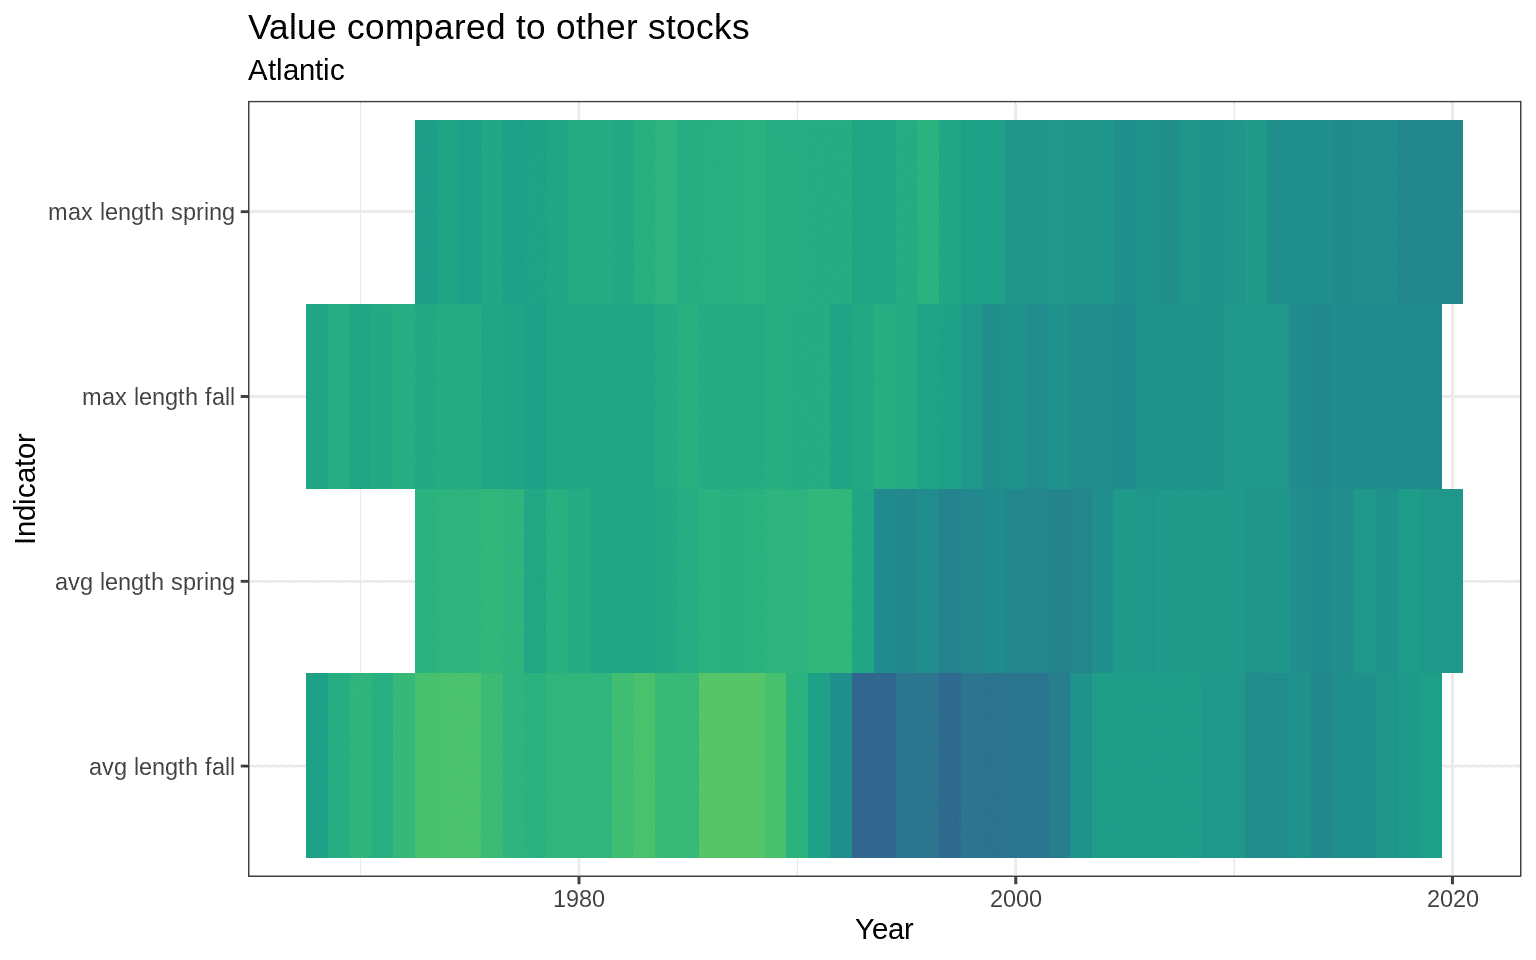 Value compared to other stocks
Atlantic
max length spring
max length fall
avg length spring
avg length fall
Indicator
1980
2000
2020
Year